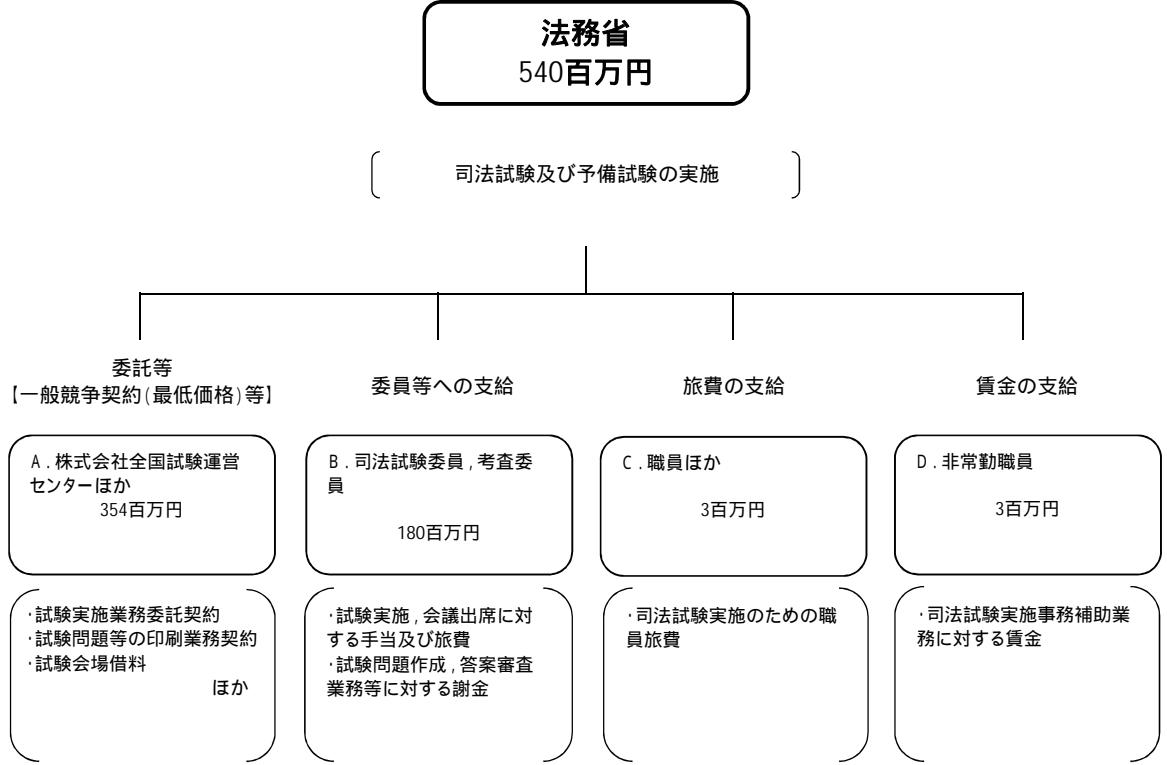 法務省
540百万円
司法試験及び予備試験の実施
委託等
【一般競争契約(最低価格)等】
委員等への支給
旅費の支給
賃金の支給
A．株式会社全国試験運営
センターほか
354百万円
B．司法試験委員，考査委
員
180百万円
C．職員ほか
3百万円
D．非常勤職員
3百万円
･試験実施業務委託契約
･試験問題等の印刷業務契約
･試験会場借料
ほか
･試験実施，会議出席に対
する手当及び旅費
･試験問題作成，答案審査
業務等に対する謝金
･司法試験実施のための職
員旅費
･司法試験実施事務補助業
務に対する賃金